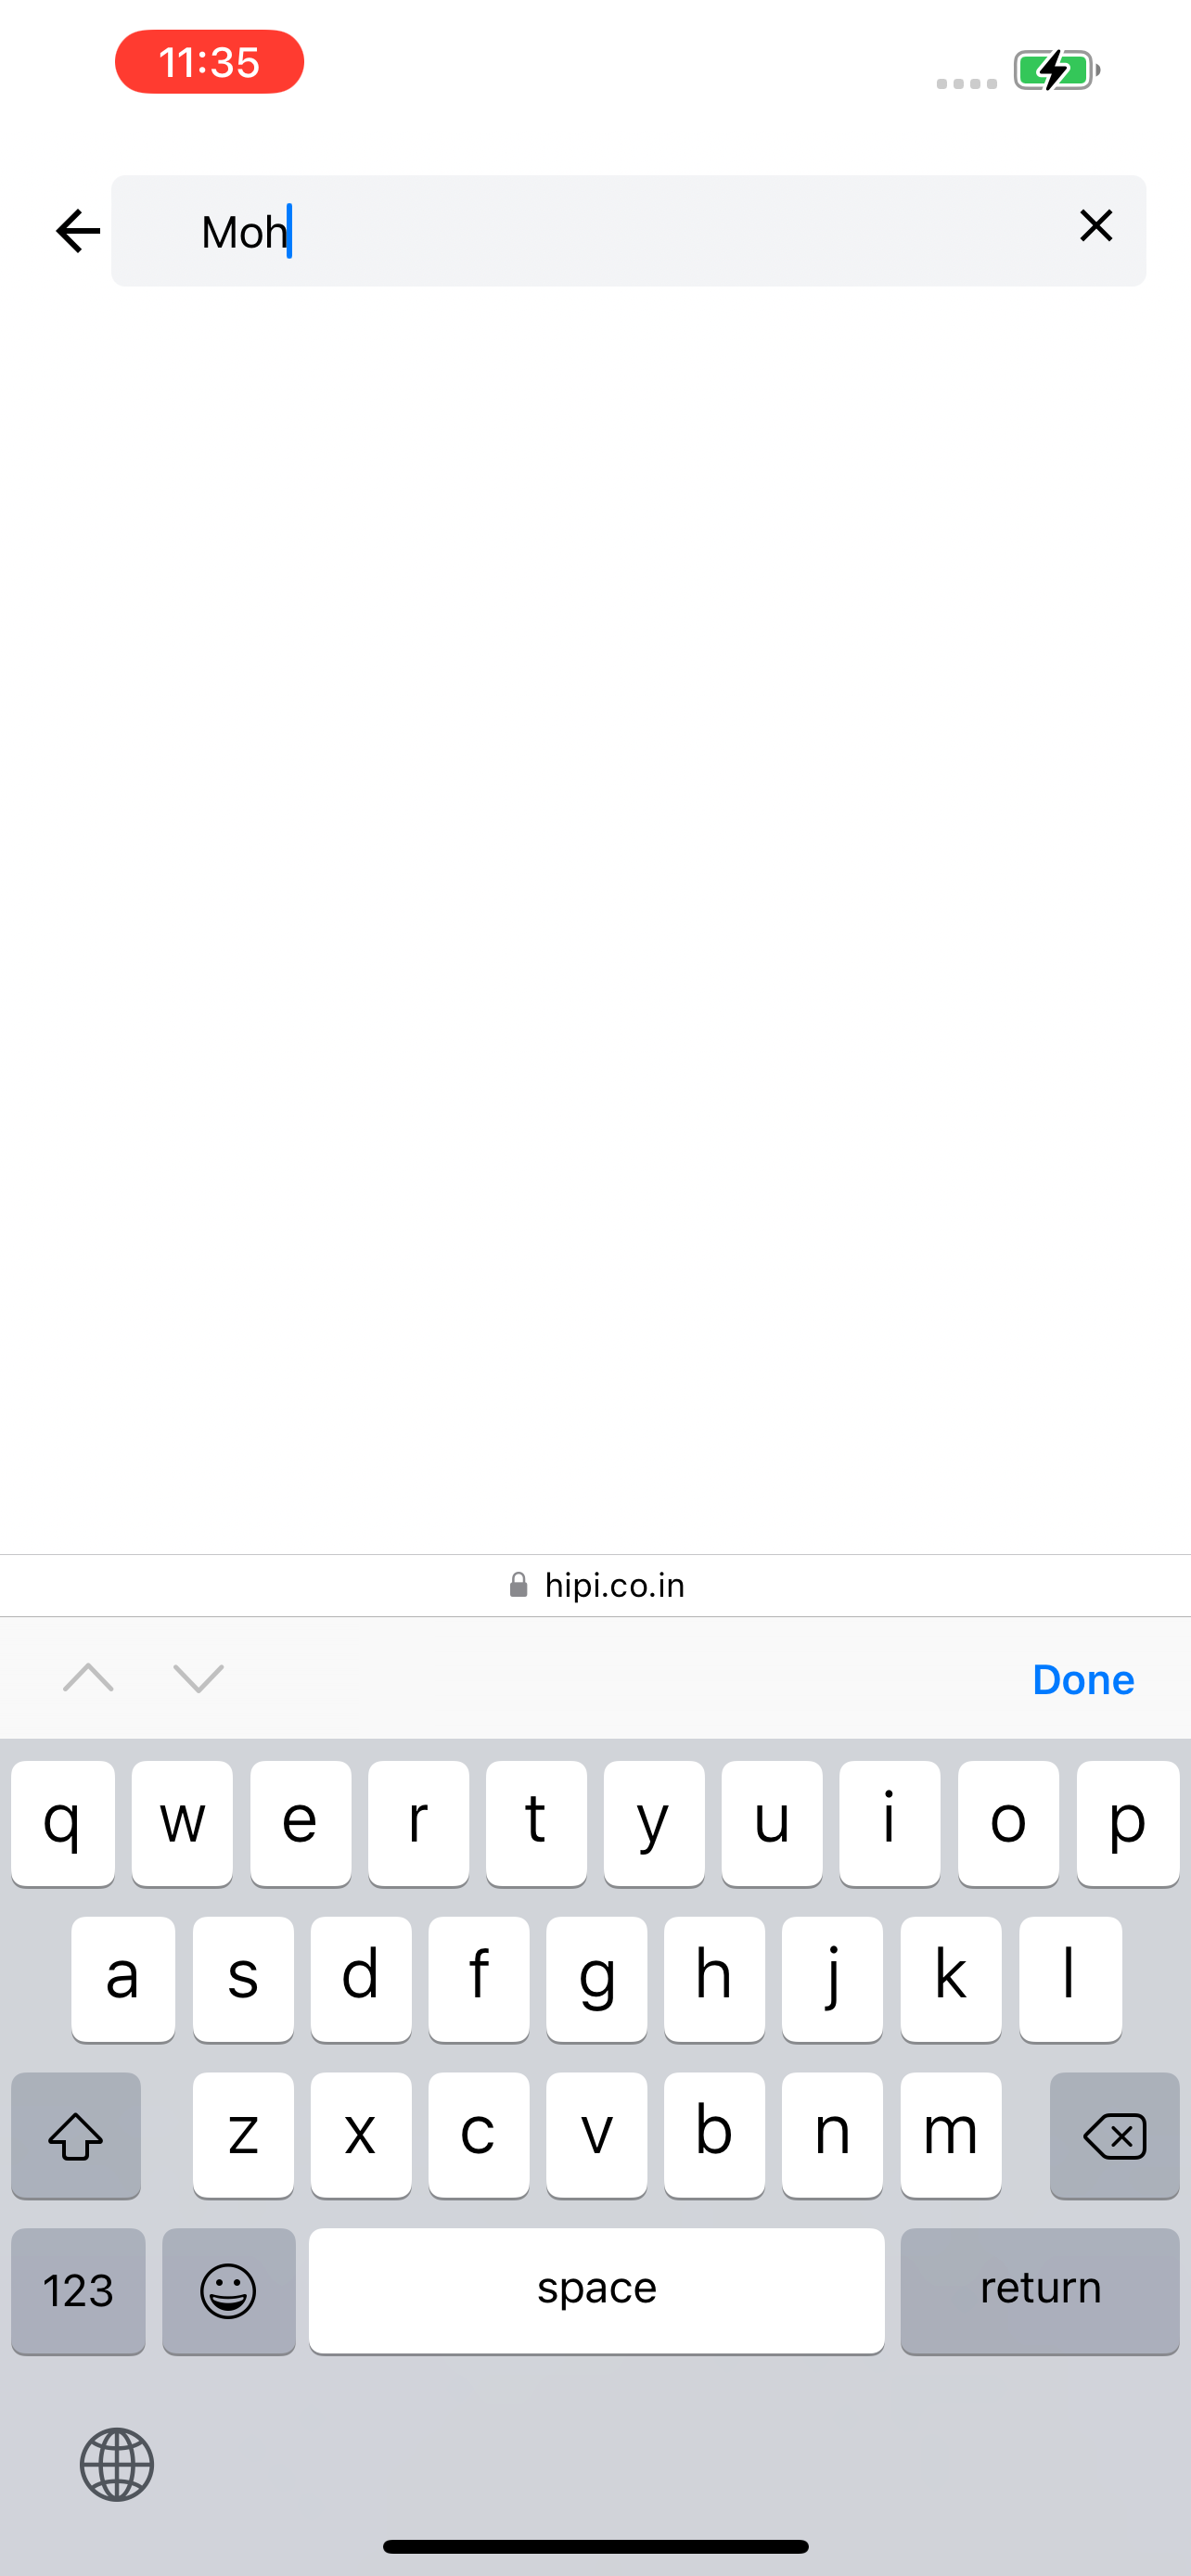 11:35
Moh
hipi.co.in
Done
q w e r t y u i o p
a s d f g h j k l
z x c v b n m
123 space return